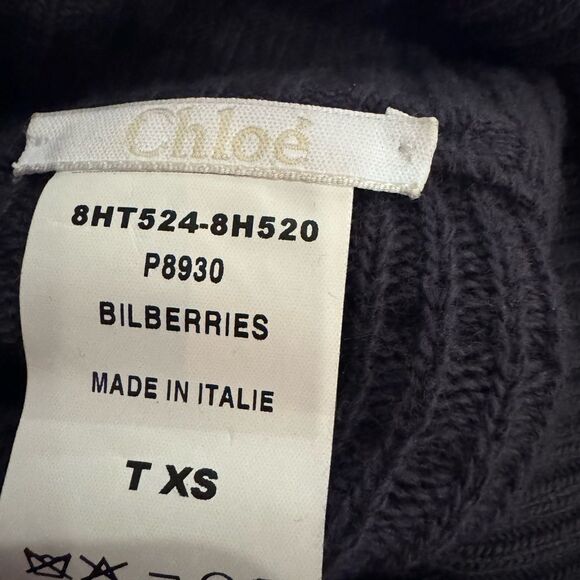 Chloé
8HT524-8H520
P8930
BILBERRIES
MADE IN ITALIE
T XS